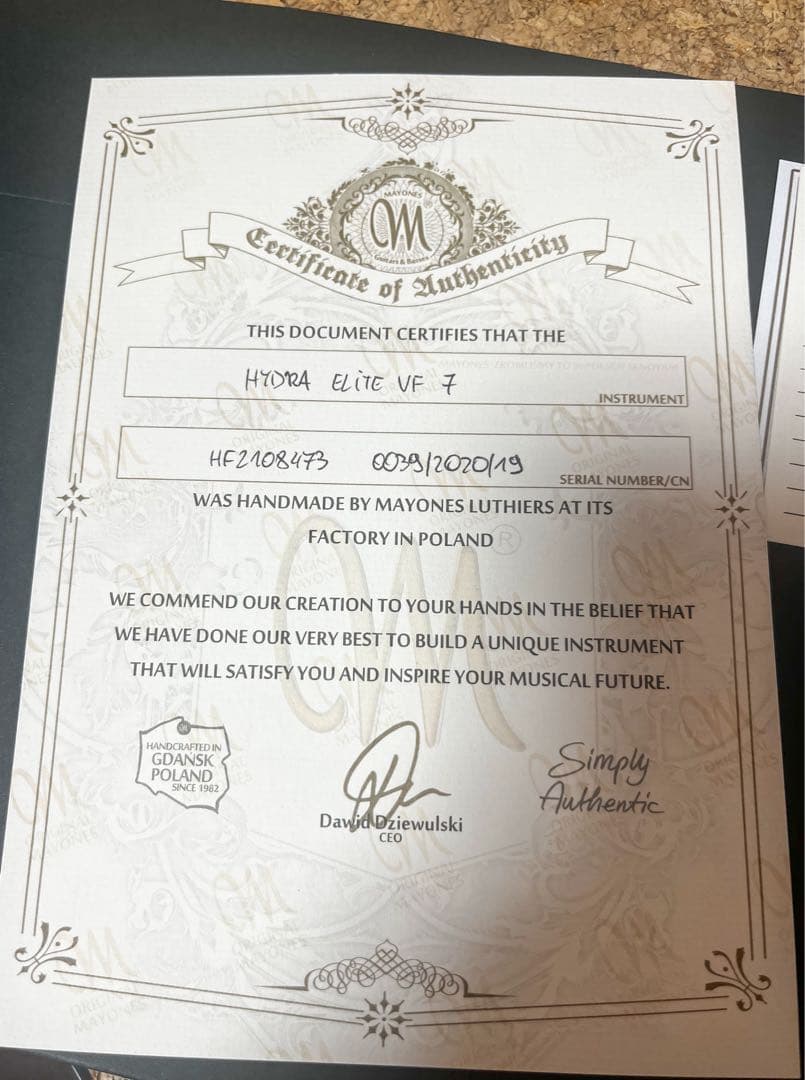 MAYONES
M
Guitars & Basses
Certificate of Authenticity
THIS DOCUMENT CERTIFIES THAT THE
HYDRA ELITE VF 7
INSTRUMENT
HF2108473 0039/2020/19
SERIAL NUMBER/CN
WAS HANDMADE BY MAYONES LUTHIERS AT ITS
FACTORY IN POLAND
WE COMMEND OUR CREATION TO YOUR HANDS IN THE BELIEF THAT
WE HAVE DONE OUR VERY BEST TO BUILD A UNIQUE INSTRUMENT
THAT WILL SATISFY YOU AND INSPIRE YOUR MUSICAL FUTURE.
HANDCRAFTED IN
GDANSK
POLAND
SINCE 1982
Dawid Dziewulski
CEO
Simply
Authentic